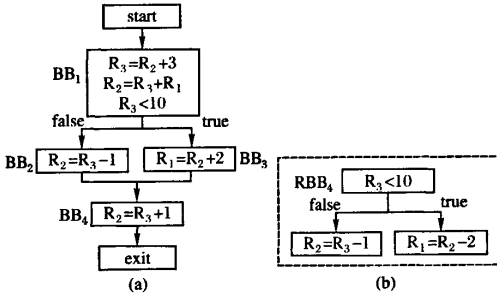 start
BB₁
R₃=R₂+3
R₂=R₃+R₁
R₃<10
false true
BB₂ R₂=R₃−1 R₁=R₂+2 BB₃
BB₄ R₂=R₃+1
exit
(a)
RBB₄ R₃<10
false true
R₂=R₃−1 R₁=R₂−2
(b)